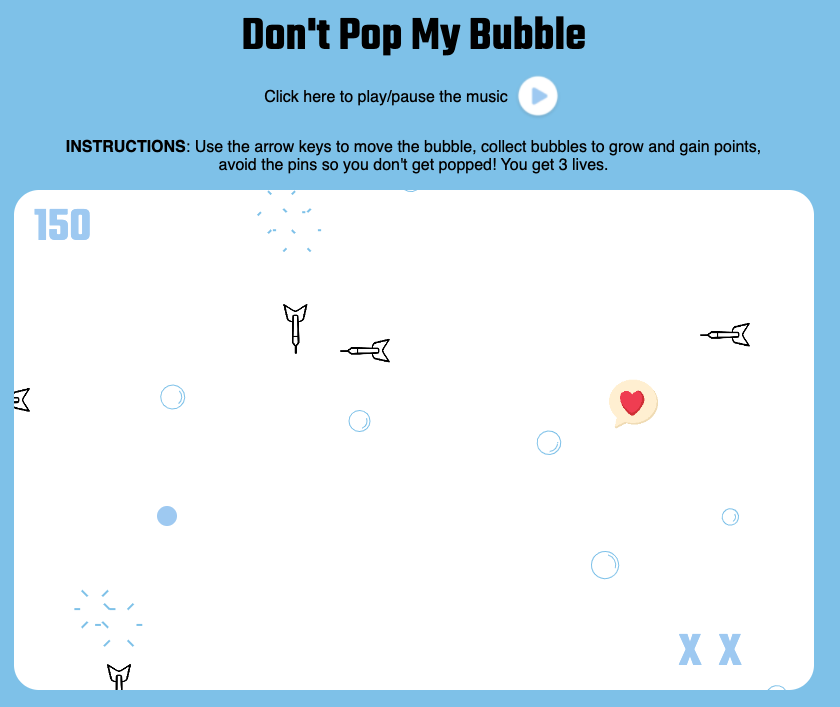 Don't Pop My Bubble
Click here to play/pause the music
INSTRUCTIONS: Use the arrow keys to move the bubble, collect bubbles to grow and gain points,
avoid the pins so you don't get popped! You get 3 lives.
150
X X